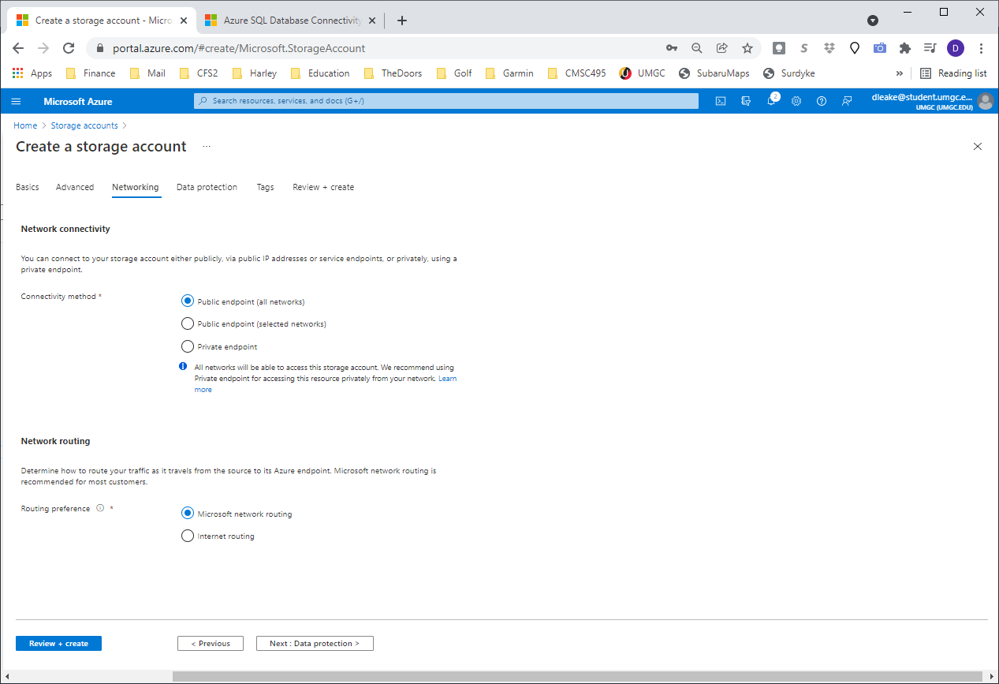 Create a storage account - Micro
Azure SQL Database Connectivity
portal.azure.com/#create/Microsoft.StorageAccount
S
D
Apps Finance Mail CFS2 Harley Education TheDoors Golf Garmin CMSC495 UMGC SubaruMaps Surdyke » Reading list
Microsoft Azure
Search resources, services, and docs (G+/)
2
dleake@student.umgc.e...
UMGC (UMGC.EDU)
Home > Storage accounts >
Create a storage account ...
Basics Advanced Networking Data protection Tags Review + create
Network connectivity
You can connect to your storage account either publicly, via public IP addresses or service endpoints, or privately, using a
private endpoint.
Connectivity method *
Public endpoint (all networks)
Public endpoint (selected networks)
Private endpoint
All networks will be able to access this storage account. We recommend using
Private endpoint for accessing this resource privately from your network. Learn
more
Network routing
Determine how to route your traffic as it travels from the source to its Azure endpoint. Microsoft network routing is
recommended for most customers.
Routing preference *
Microsoft network routing
Internet routing
Review + create
< Previous
Next : Data protection >